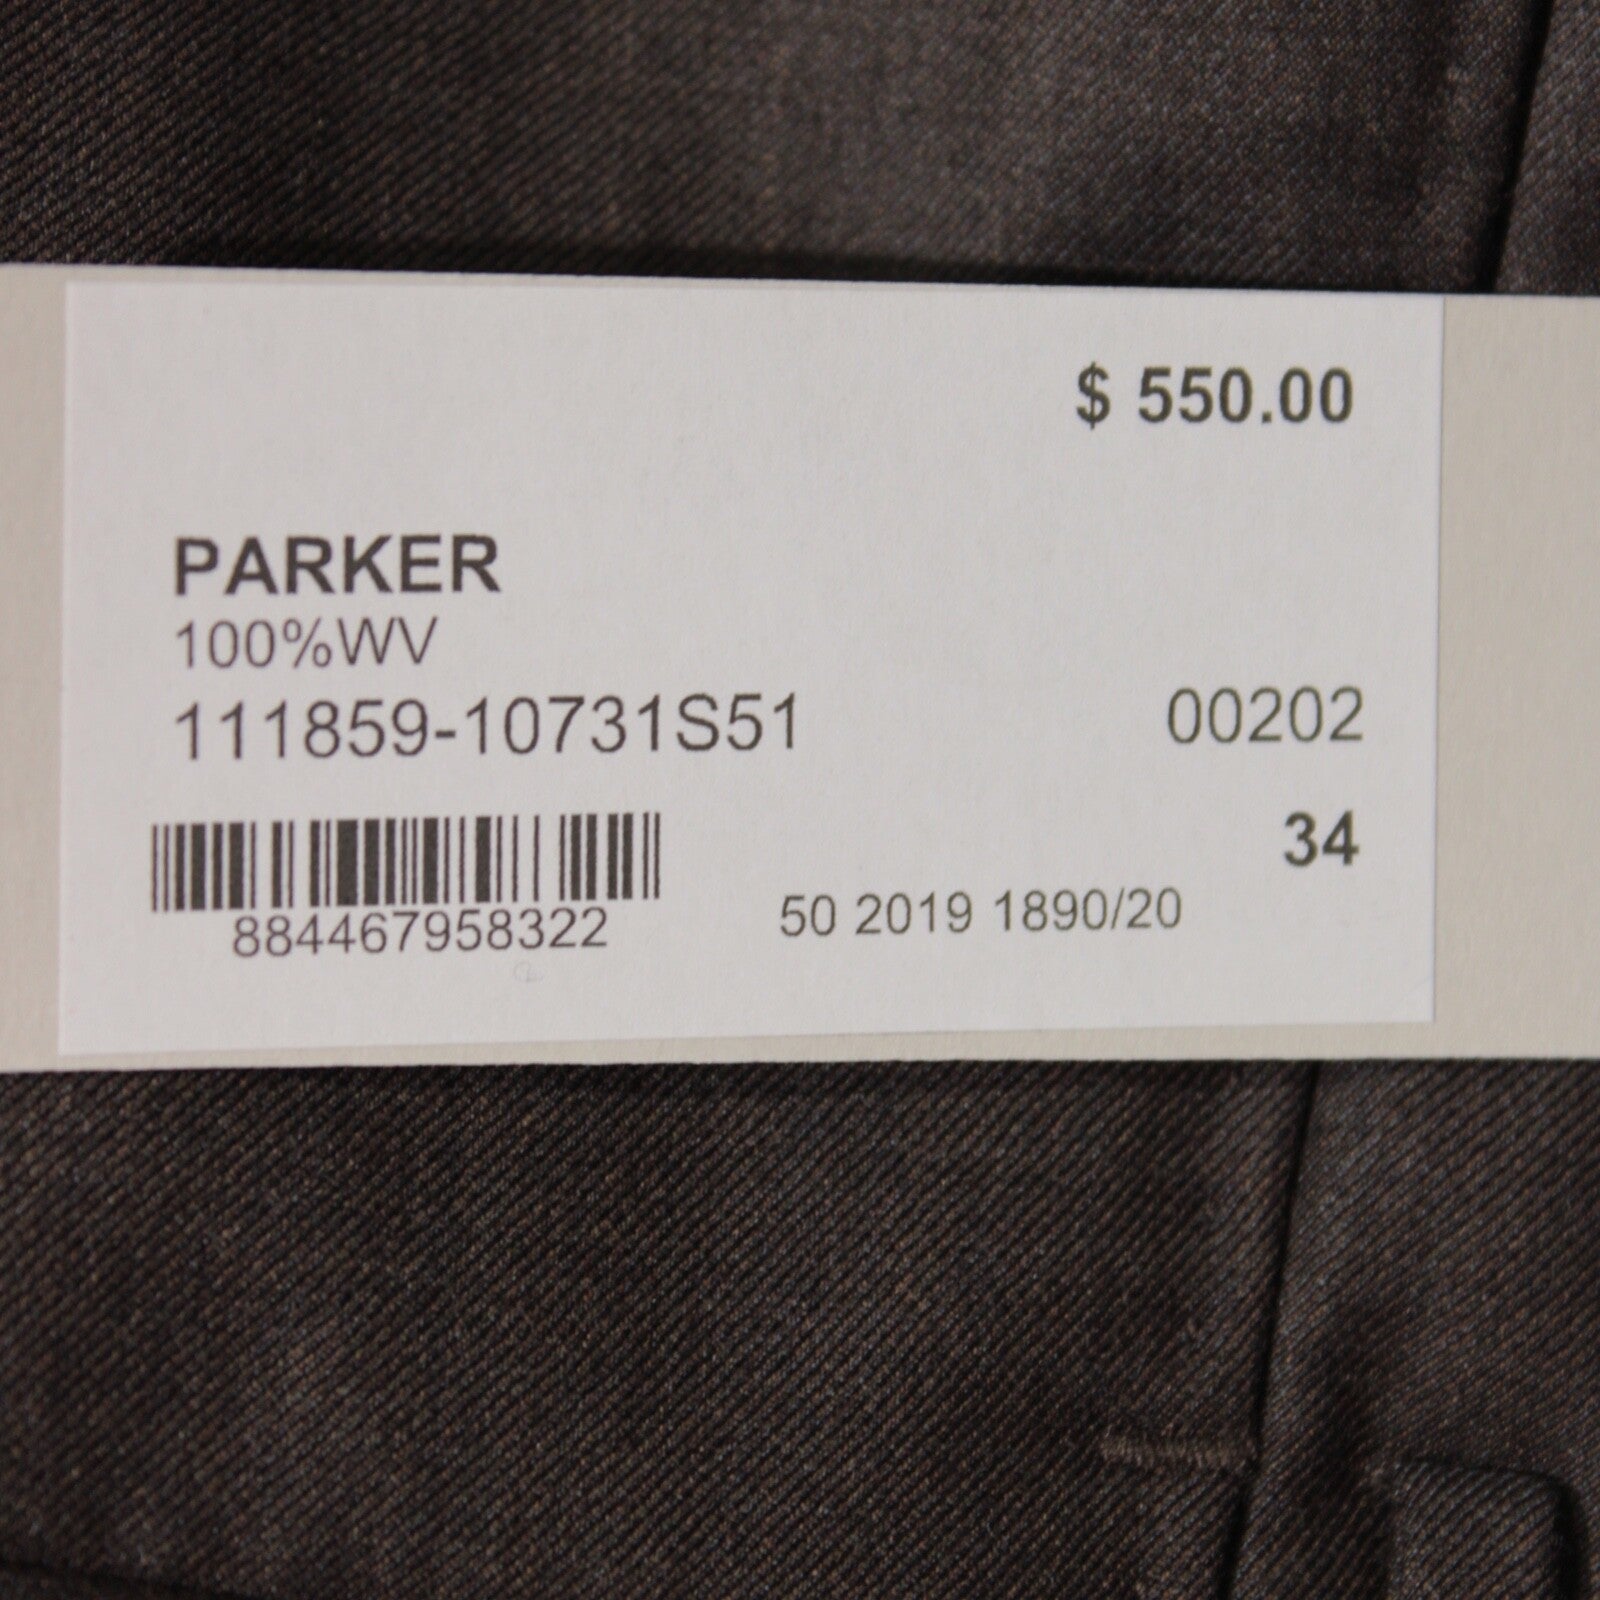 $ 550.00
PARKER
100%WV
111859-10731S51 00202
34
884467958322 50 2019 1890/20